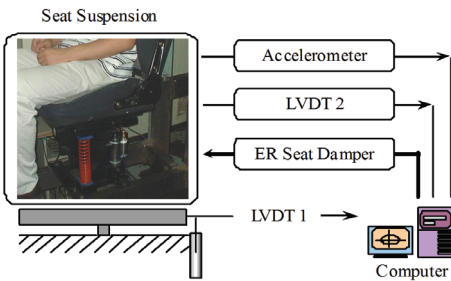 Seat Suspension
Accelerometer
LVDT 2
ER Seat Damper
LVDT 1
Computer